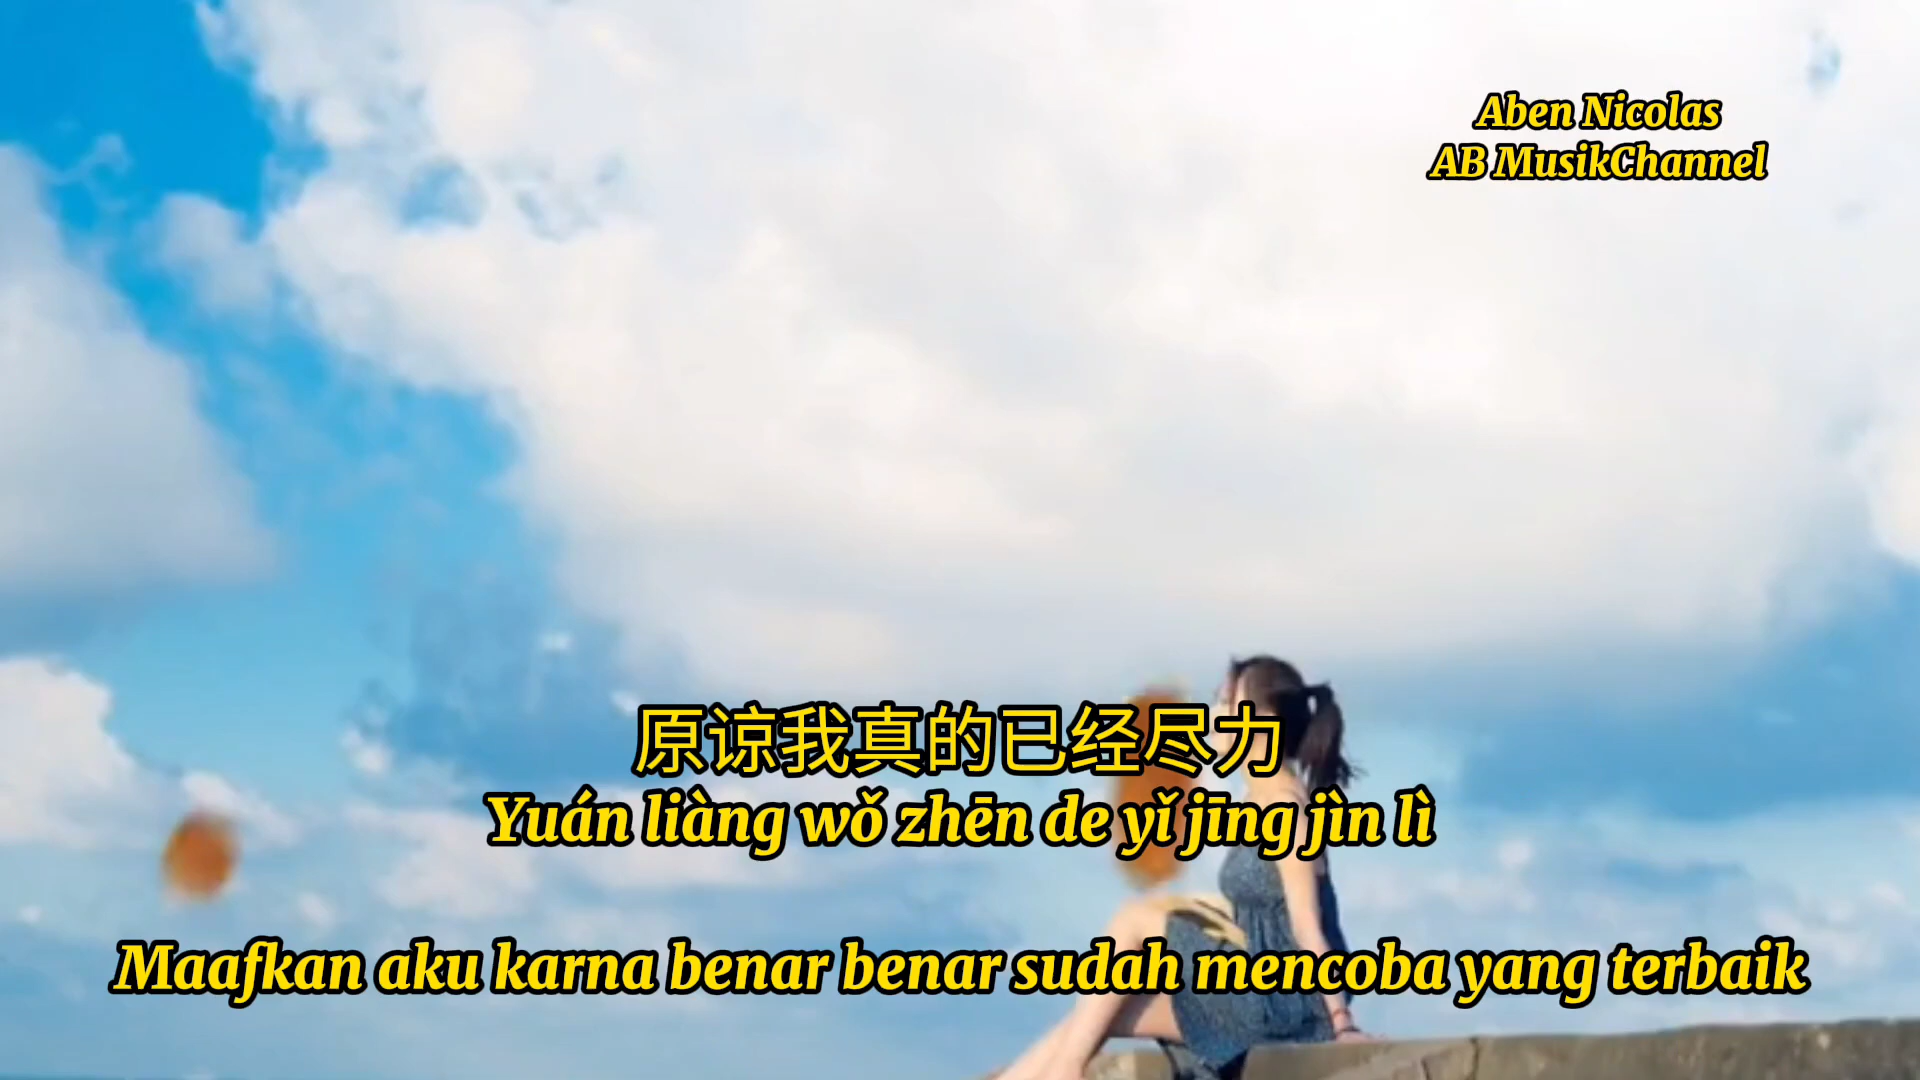 Aben Nicolas
AB MusikChannel
原谅我真的已经尽力
Yuán liàng wǒ zhēn de yǐ jīng jìn lì
Maafkan aku karna benar benar sudah mencoba yang terbaik